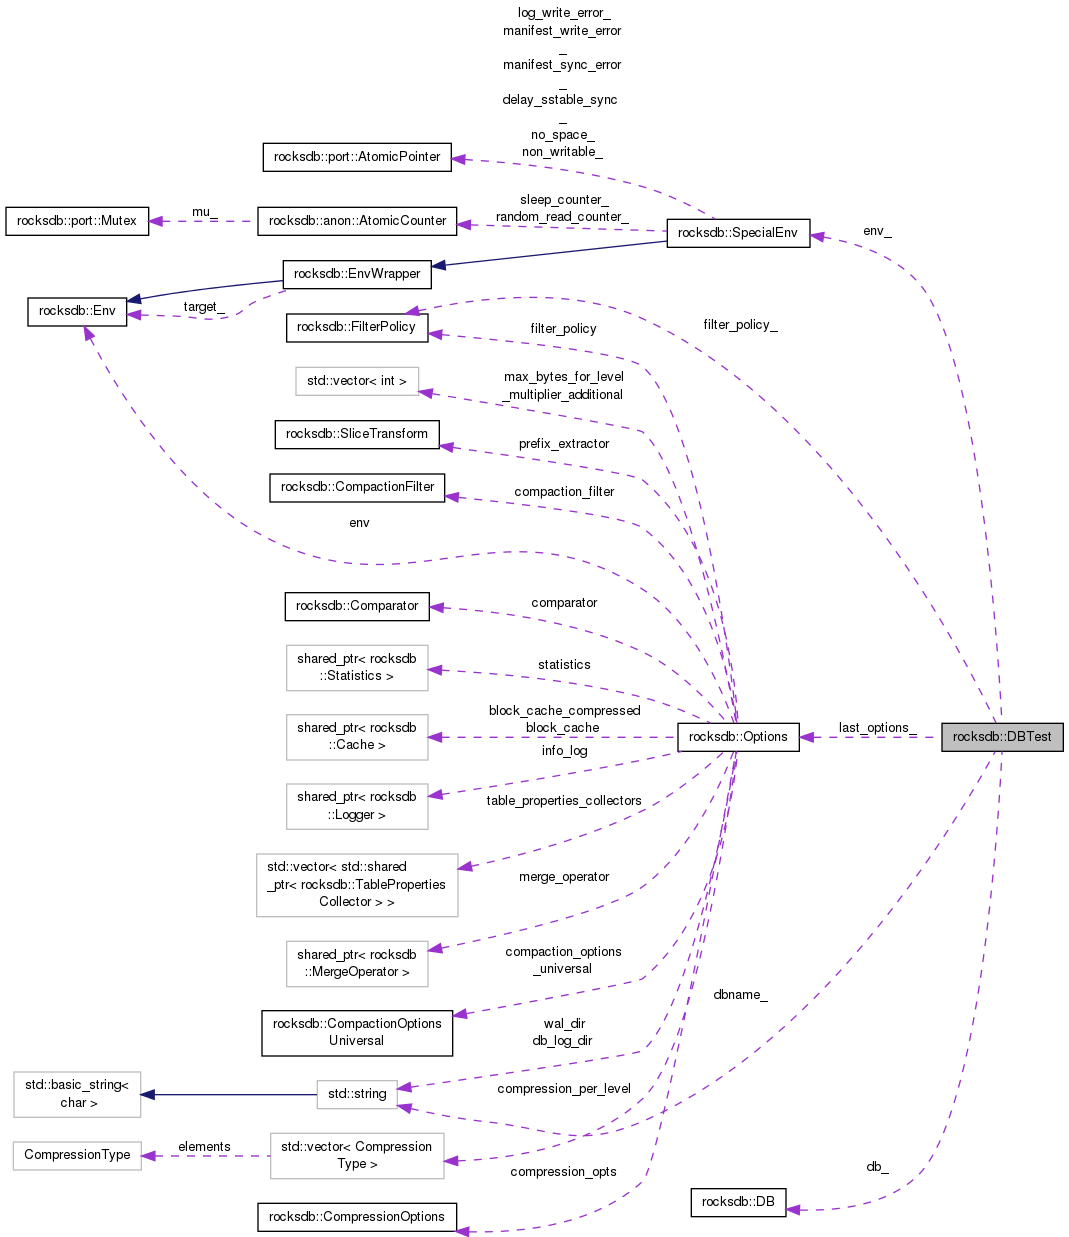 log_write_error_
manifest_write_error
_
manifest_sync_error
_
delay_sstable_sync
_
no_space_
non_writable_
rocksdb::port::AtomicPointer
sleep_counter_
random_read_counter_
mu_
rocksdb::port::Mutex
rocksdb::anon::AtomicCounter
rocksdb::SpecialEnv
env_
rocksdb::EnvWrapper
target_
rocksdb::Env
rocksdb::FilterPolicy
filter_policy
filter_policy_
std::vector< int >
max_bytes_for_level
_multiplier_additional
rocksdb::SliceTransform
prefix_extractor
rocksdb::CompactionFilter
compaction_filter
env
rocksdb::Comparator
comparator
shared_ptr< rocksdb
::Statistics >
statistics
block_cache_compressed
block_cache
shared_ptr< rocksdb
::Cache >
rocksdb::Options
last_options_
rocksdb::DBTest
info_log
shared_ptr< rocksdb
::Logger >
table_properties_collectors
std::vector< std::shared
_ptr< rocksdb::TableProperties
Collector > >
merge_operator
shared_ptr< rocksdb
::MergeOperator >
compaction_options
_universal
dbname_
rocksdb::CompactionOptions
Universal
wal_dir
db_log_dir
std::basic_string<
char >
std::string
compression_per_level
CompressionType
elements
std::vector< Compression
Type >
compression_opts
db_
rocksdb::CompressionOptions
rocksdb::DB